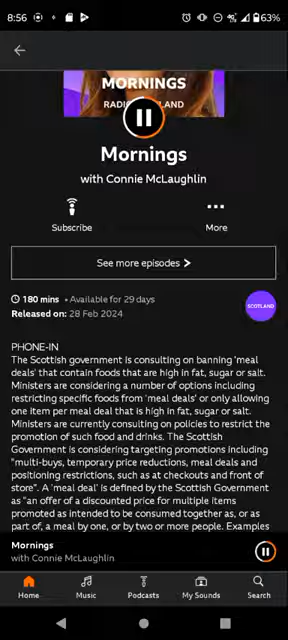 8:56
63%
MORNINGS
Mornings
with Connie McLaughlin
Subscribe
More
See more episodes
180 mins • Available for 29 days
Released on: 28 Feb 2024
SCOTLAND
PHONE-IN
The Scottish government is consulting on banning 'meal
deals' that contain foods that are high in fat, sugar or salt.
Ministers are considering a number of options including
restricting specific foods from 'meal deals' or only allowing
one item per meal deal that is high in fat, sugar or salt.
Ministers are currently consulting on policies to restrict the
promotion of such food and drinks. The Scottish
Government is considering targeting promotions including
"multi-buys, temporary price reductions, meal deals and
positioning restrictions, such as at checkouts and front of
store". A 'meal deal' is defined by the Scottish Government
as "an offer of a discounted price for multiple items
promoted as intended to be consumed together as, or as
part of, a meal by one, or by two or more people. Examples
Mornings
with Connie McLaughlin
Home
Music
Podcasts
My Sounds
Search